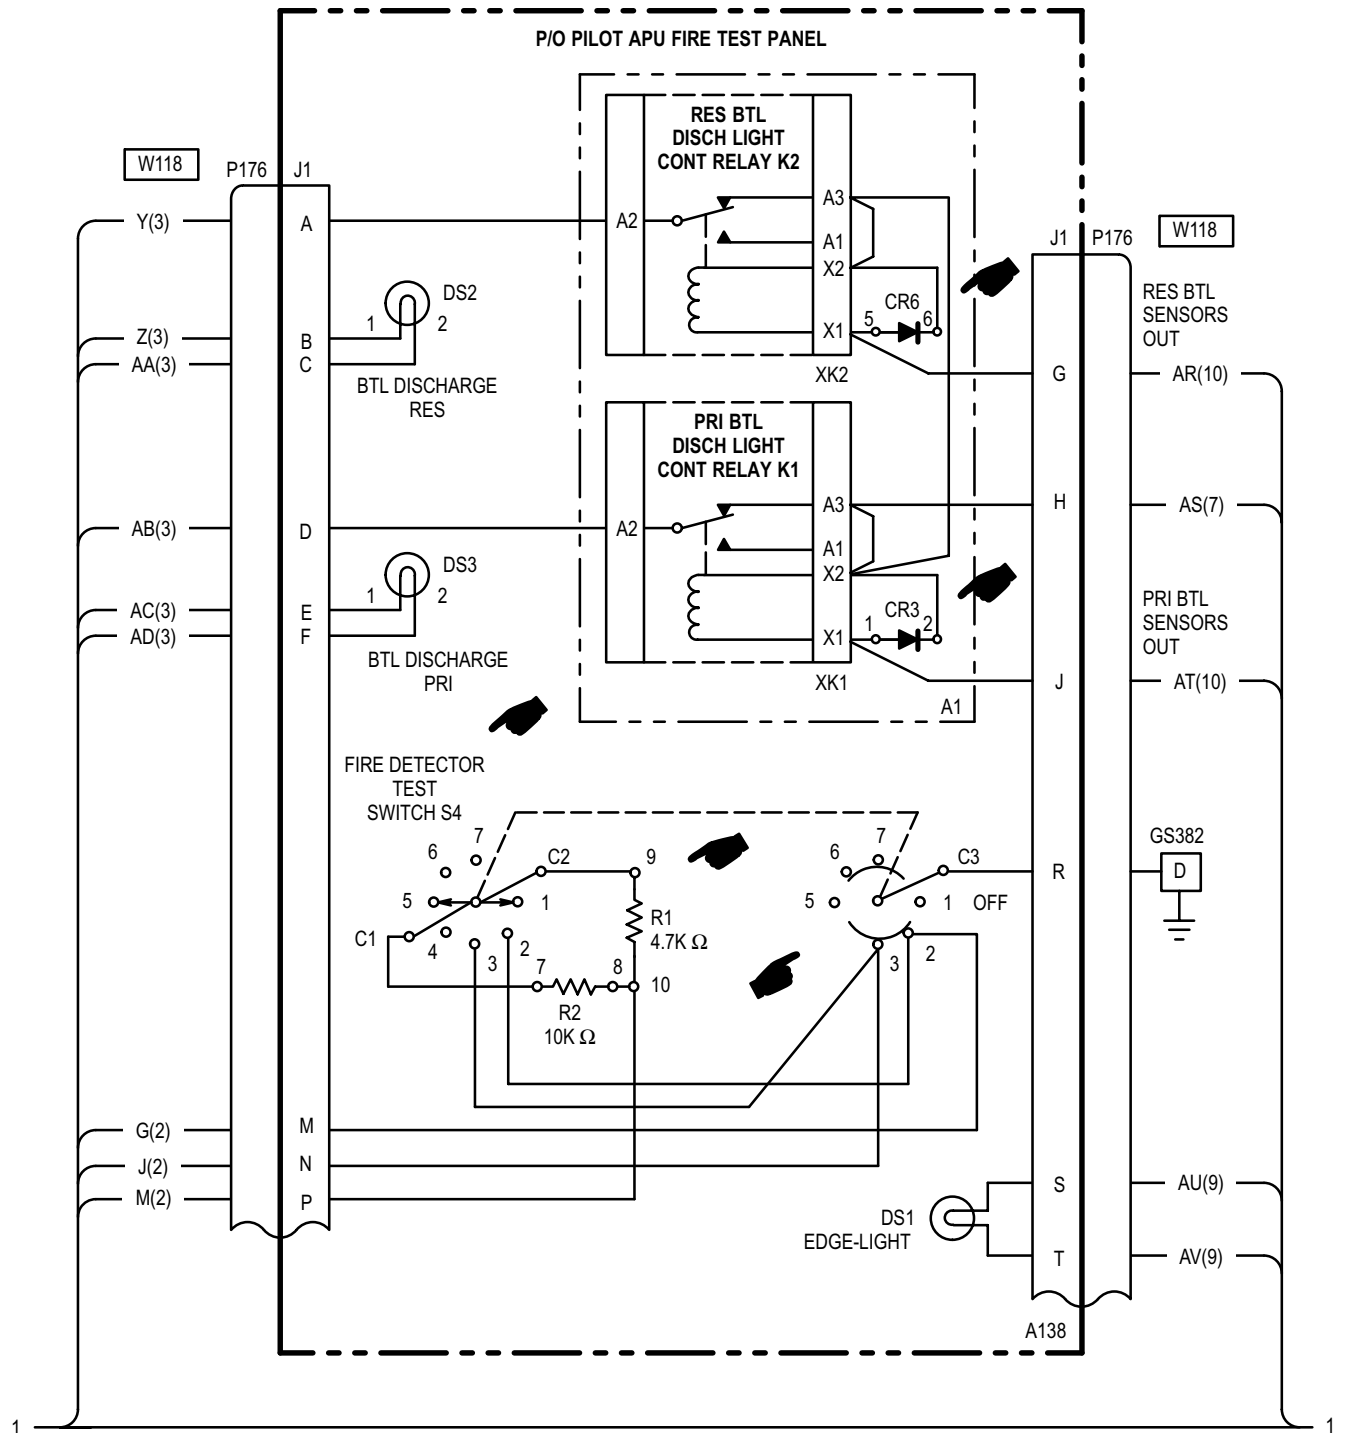 P/O PILOT APU FIRE TEST PANEL
RES BTL
DISCH LIGHT
CONT RELAY K2
W118
P176
J1
Y(3)
A
A2
A3
A1
X2
X1
J1
P176
W118
DS2
1
2
Z(3)
B
AA(3)
C
BTL DISCHARGE
RES
CR6
5
6
RES BTL
SENSORS
OUT
XK2
G
AR(10)
PRI BTL
DISCH LIGHT
CONT RELAY K1
AB(3)
D
A2
A3
A1
X2
X1
H
AS(7)
DS3
1
2
AC(3)
E
AD(3)
F
BTL DISCHARGE
PRI
CR3
1
2
PRI BTL
SENSORS
OUT
XK1
J
AT(10)
A1
FIRE DETECTOR
TEST
SWITCH S4
7
6
C2
9
5
1
C1
4
3
2
R1
4.7K Ω
7
8
10
R2
10K Ω
7
6
C3
5
1
OFF
3
2
R
GS382
D
G(2)
M
J(2)
N
M(2)
P
S
AU(9)
DS1
EDGE-LIGHT
T
AV(9)
A138
1
1